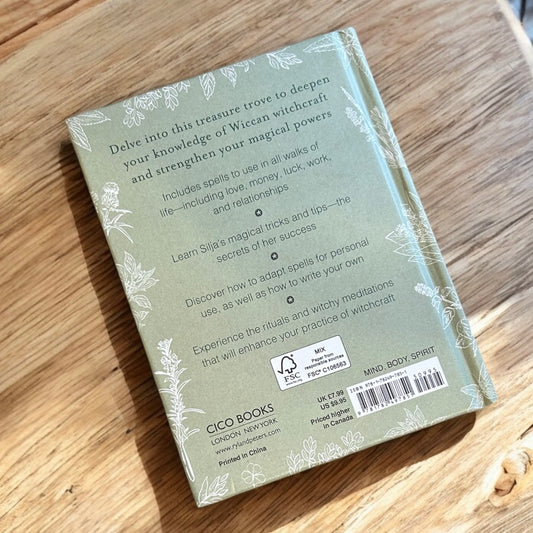 Delve into this treasure trove to deepen
your knowledge of Wiccan witchcraft
and strengthen your magical powers
Includes spells to use in all walks of
life—including love, money, luck, work,
and relationships
Learn Silja's magical tricks and tips—the
secrets of her success
Discover how to adapt spells for personal
use, as well as how to write your own
Experience the rituals and witchy meditations
that will enhance your practice of witchcraft
FSC
MIX
Paper from
responsible sources
FSC® C106563
MIND, BODY, SPIRIT
UK £7.99
US $9.95
Priced higher
in Canada
CICO BOOKS
LONDON NEW YORK
www.rylandpeters.com
Printed in China